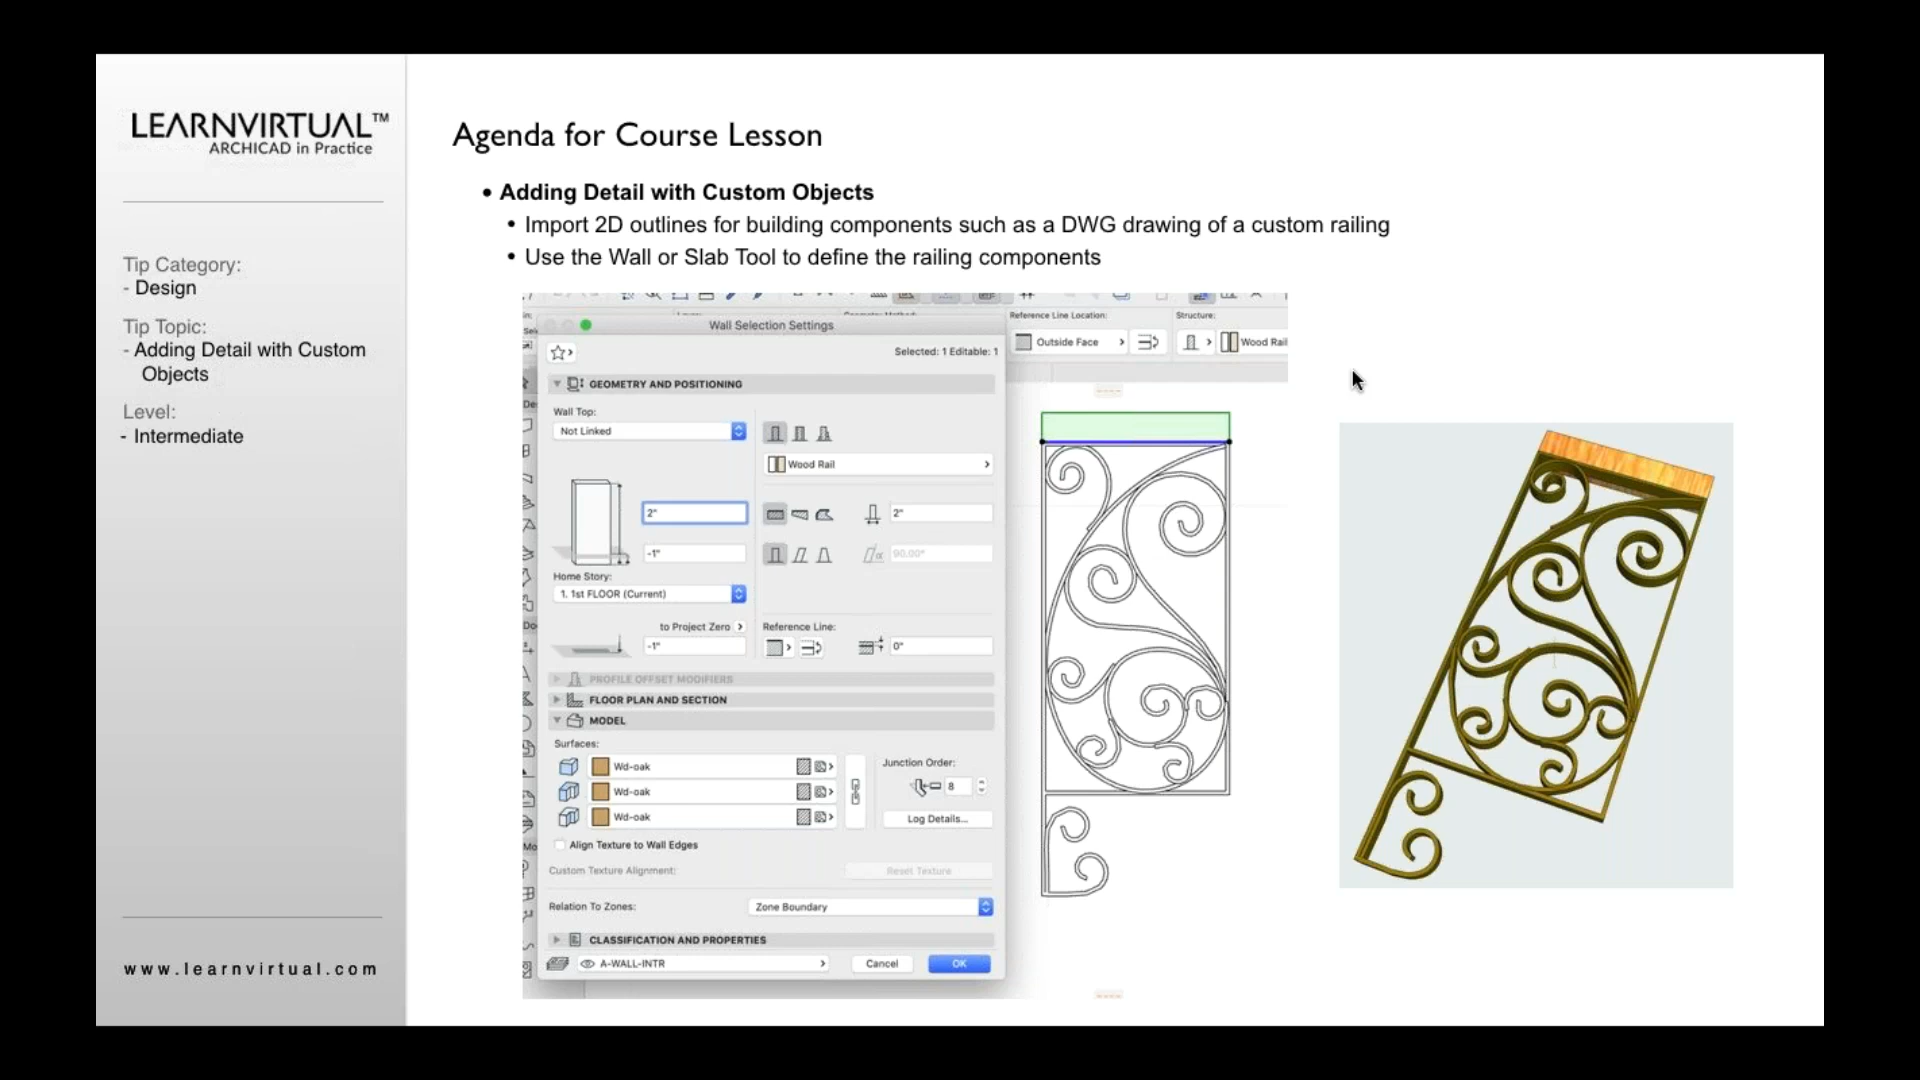 LEARNVIRTUAL™
ARCHICAD in Practice
Tip Category:
- Design
Tip Topic:
- Adding Detail with Custom
Objects
Level:
- Intermediate
www.learnvirtual.com
Agenda for Course Lesson
• Adding Detail with Custom Objects
• Import 2D outlines for building components such as a DWG drawing of a custom railing
• Use the Wall or Slab Tool to define the railing components
Wall Selection Settings
Selected: 1 Editable: 1
GEOMETRY AND POSITIONING
Wall Top:
Not Linked
Wood Rail
2"
2"
-1"
90.00°
Home Story:
1. 1st FLOOR (Current)
to Project Zero
Reference Line:
-1"
0"
PROFILE OFFSET MODIFIERS
FLOOR PLAN AND SECTION
MODEL
Surfaces:
Wd-oak
Wd-oak
Wd-oak
Junction Order:
8
Log Details...
Align Texture to Wall Edges
Custom Texture Alignment:
Reset Texture
Relation To Zones:
Zone Boundary
CLASSIFICATION AND PROPERTIES
A-WALL-INTR
Cancel
OK
Reference Line Location:
Structure:
Outside Face
Wood Rail